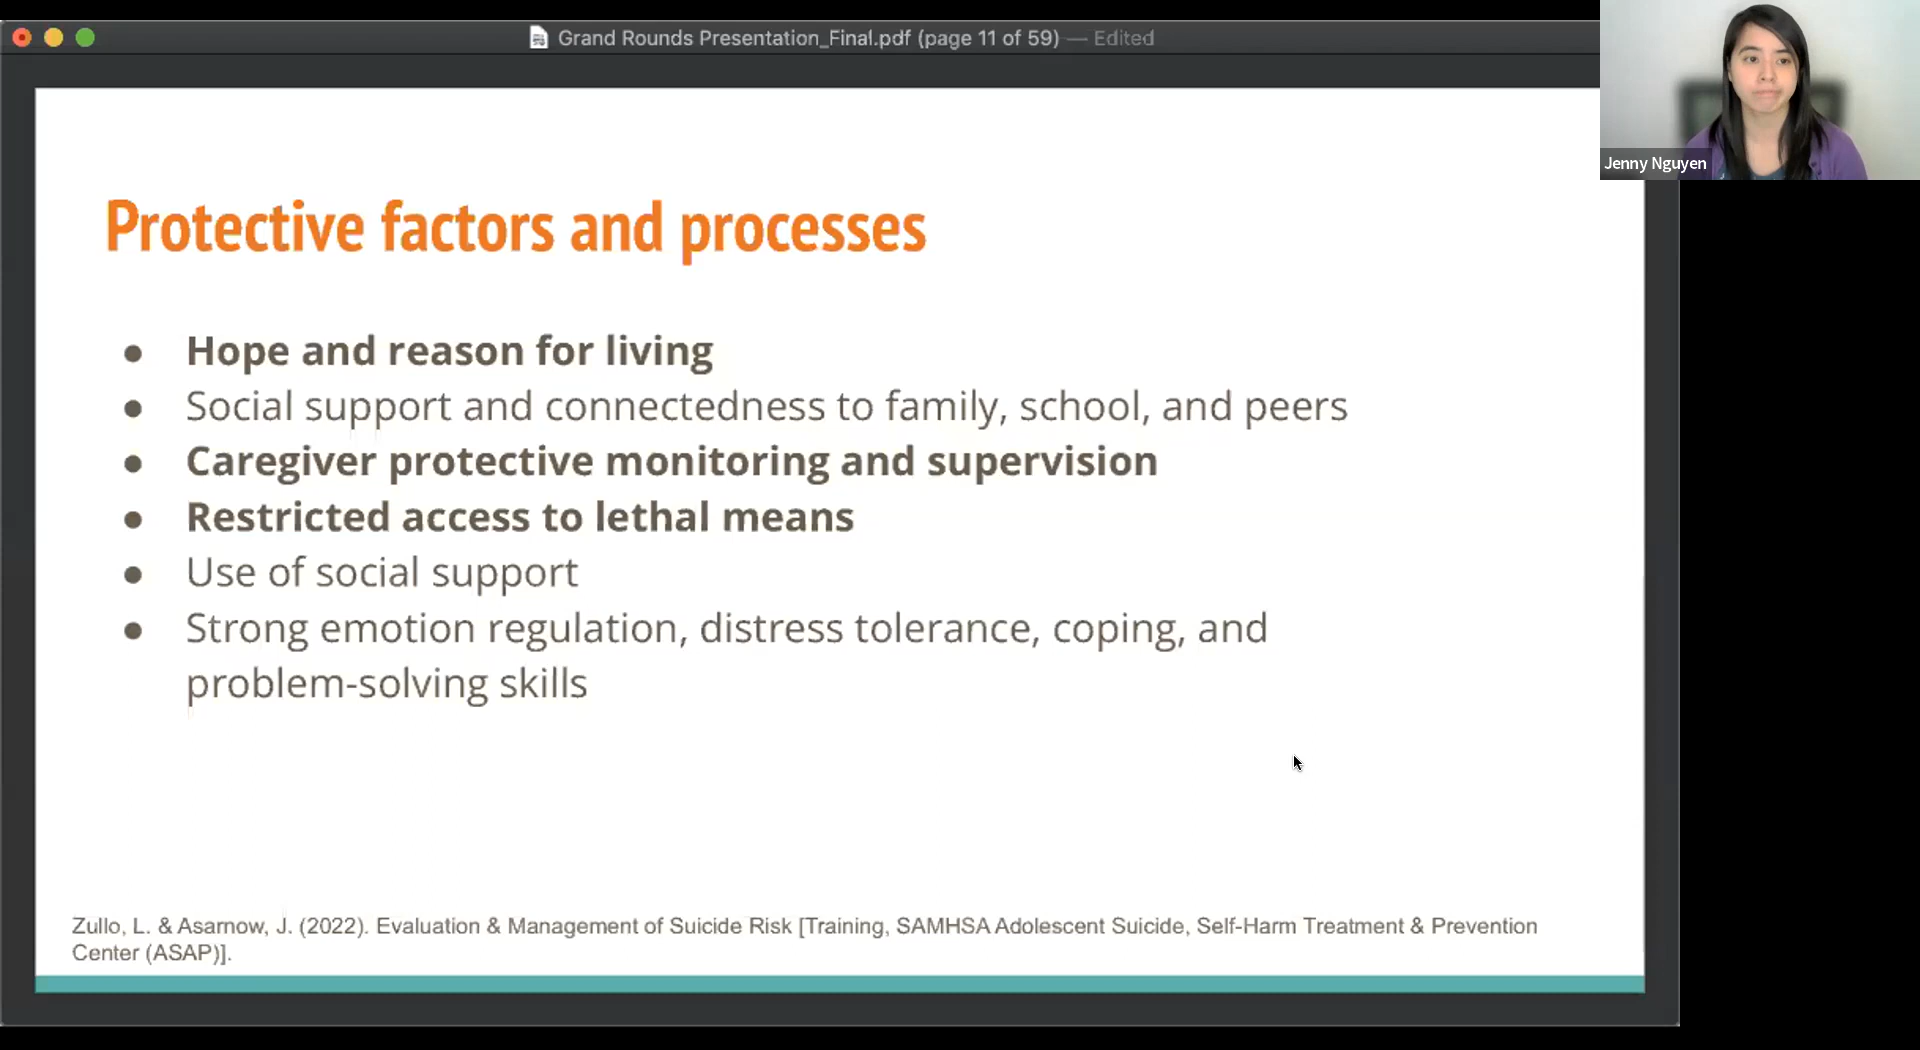 Grand Rounds Presentation_Final.pdf (page 11 of 59) — Edited
Jenny Nguyen
Protective factors and processes
● Hope and reason for living
● Social support and connectedness to family, school, and peers
● Caregiver protective monitoring and supervision
● Restricted access to lethal means
● Use of social support
● Strong emotion regulation, distress tolerance, coping, and
problem-solving skills
Zullo, L. & Asarnow, J. (2022). Evaluation & Management of Suicide Risk [Training, SAMHSA Adolescent Suicide, Self-Harm Treatment & Prevention
Center (ASAP)].